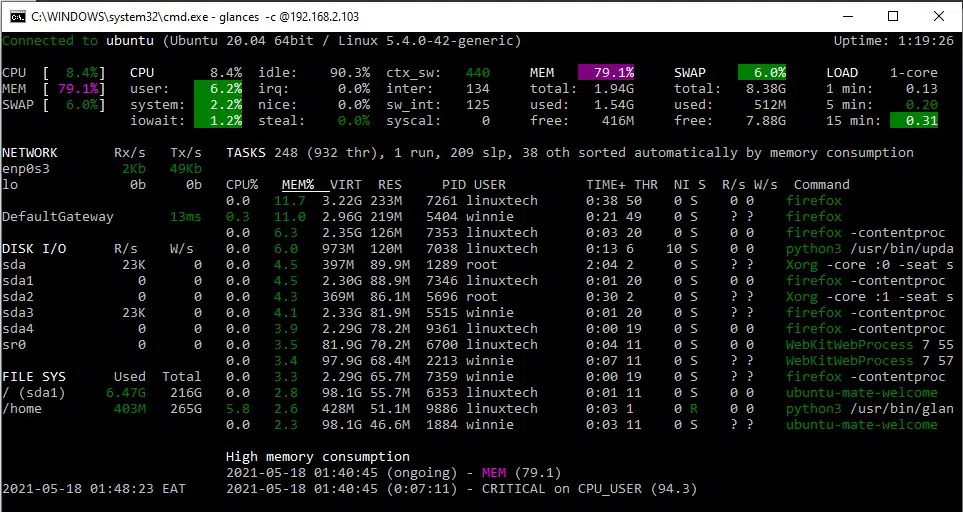 C:\WINDOWS\system32\cmd.exe - glances -c @192.168.2.103
Connected to ubuntu (Ubuntu 20.04 64bit / Linux 5.4.0-42-generic) Uptime: 1:19:26
CPU [ 8.4%] CPU 8.4% idle: 90.3% ctx_sw: 440 MEM 79.1% SWAP 6.0% LOAD 1-core
MEM [ 79.1%] user: 6.2% irq: 0.0% inter: 134 total: 1.94G total: 8.38G 1 min: 0.13
SWAP [ 6.0%] system: 2.2% nice: 0.0% sw_int: 125 used: 1.54G used: 512M 5 min: 0.20
iowait: 1.2% steal: 0.0% syscal: 0 free: 416M free: 7.88G 15 min: 0.31
NETWORK Rx/s Tx/s TASKS 248 (932 thr), 1 run, 209 slp, 38 oth sorted automatically by memory consumption
enp0s3 2Kb 49Kb
lo 0b 0b CPU% MEM% VIRT RES PID USER TIME+ THR NI S R/s W/s Command
0.0 11.7 3.22G 233M 7261 linuxtech 0:38 50 0 S 0 0 firefox
DefaultGateway 13ms 0.3 11.0 2.96G 219M 5404 winnie 0:21 49 0 S ? ? firefox
0.0 6.3 2.35G 126M 7353 linuxtech 0:03 20 0 S 0 0 firefox -contentproc
DISK I/O R/s W/s 0.0 6.0 973M 120M 7038 linuxtech 0:13 6 10 S 0 0 python3 /usr/bin/upda
sda 23K 0 0.0 4.5 397M 89.9M 1289 root 2:04 2 0 S ? ? Xorg -core :0 -seat s
sda1 0 0 0.0 4.5 2.30G 88.9M 7346 linuxtech 0:01 20 0 S 0 0 firefox -contentproc
sda2 0 0 0.0 4.3 369M 86.1M 5696 root 0:30 2 0 S ? ? Xorg -core :1 -seat s
sda3 23K 0 0.0 4.1 2.33G 81.9M 5515 winnie 0:01 20 0 S ? ? firefox -contentproc
sda4 0 0 0.0 3.9 2.29G 78.2M 9361 linuxtech 0:00 19 0 S 0 0 firefox -contentproc
sr0 0 0 0.0 3.5 81.9G 70.2M 6700 linuxtech 0:04 11 0 S 0 0 WebKitWebProcess 7 55
0.0 3.4 97.9G 68.4M 2213 winnie 0:07 11 0 S ? ? WebKitWebProcess 7 57
FILE SYS Used Total 0.0 3.3 2.29G 65.7M 7359 linuxtech 0:00 19 0 S 0 0 firefox -contentproc
/ (sda1) 6.47G 216G 0.0 2.8 98.1G 55.7M 6353 linuxtech 0:01 11 0 S 0 0 ubuntu-mate-welcome
/home 403M 265G 5.8 2.6 428M 51.1M 9886 linuxtech 0:03 1 0 R 0 0 python3 /usr/bin/glan
0.0 2.3 98.1G 46.6M 1884 winnie 0:03 11 0 S ? ? ubuntu-mate-welcome
High memory consumption
2021-05-18 01:40:45 (ongoing) - MEM (79.1)
2021-05-18 01:48:23 EAT 2021-05-18 01:40:45 (0:07:11) - CRITICAL on CPU_USER (94.3)